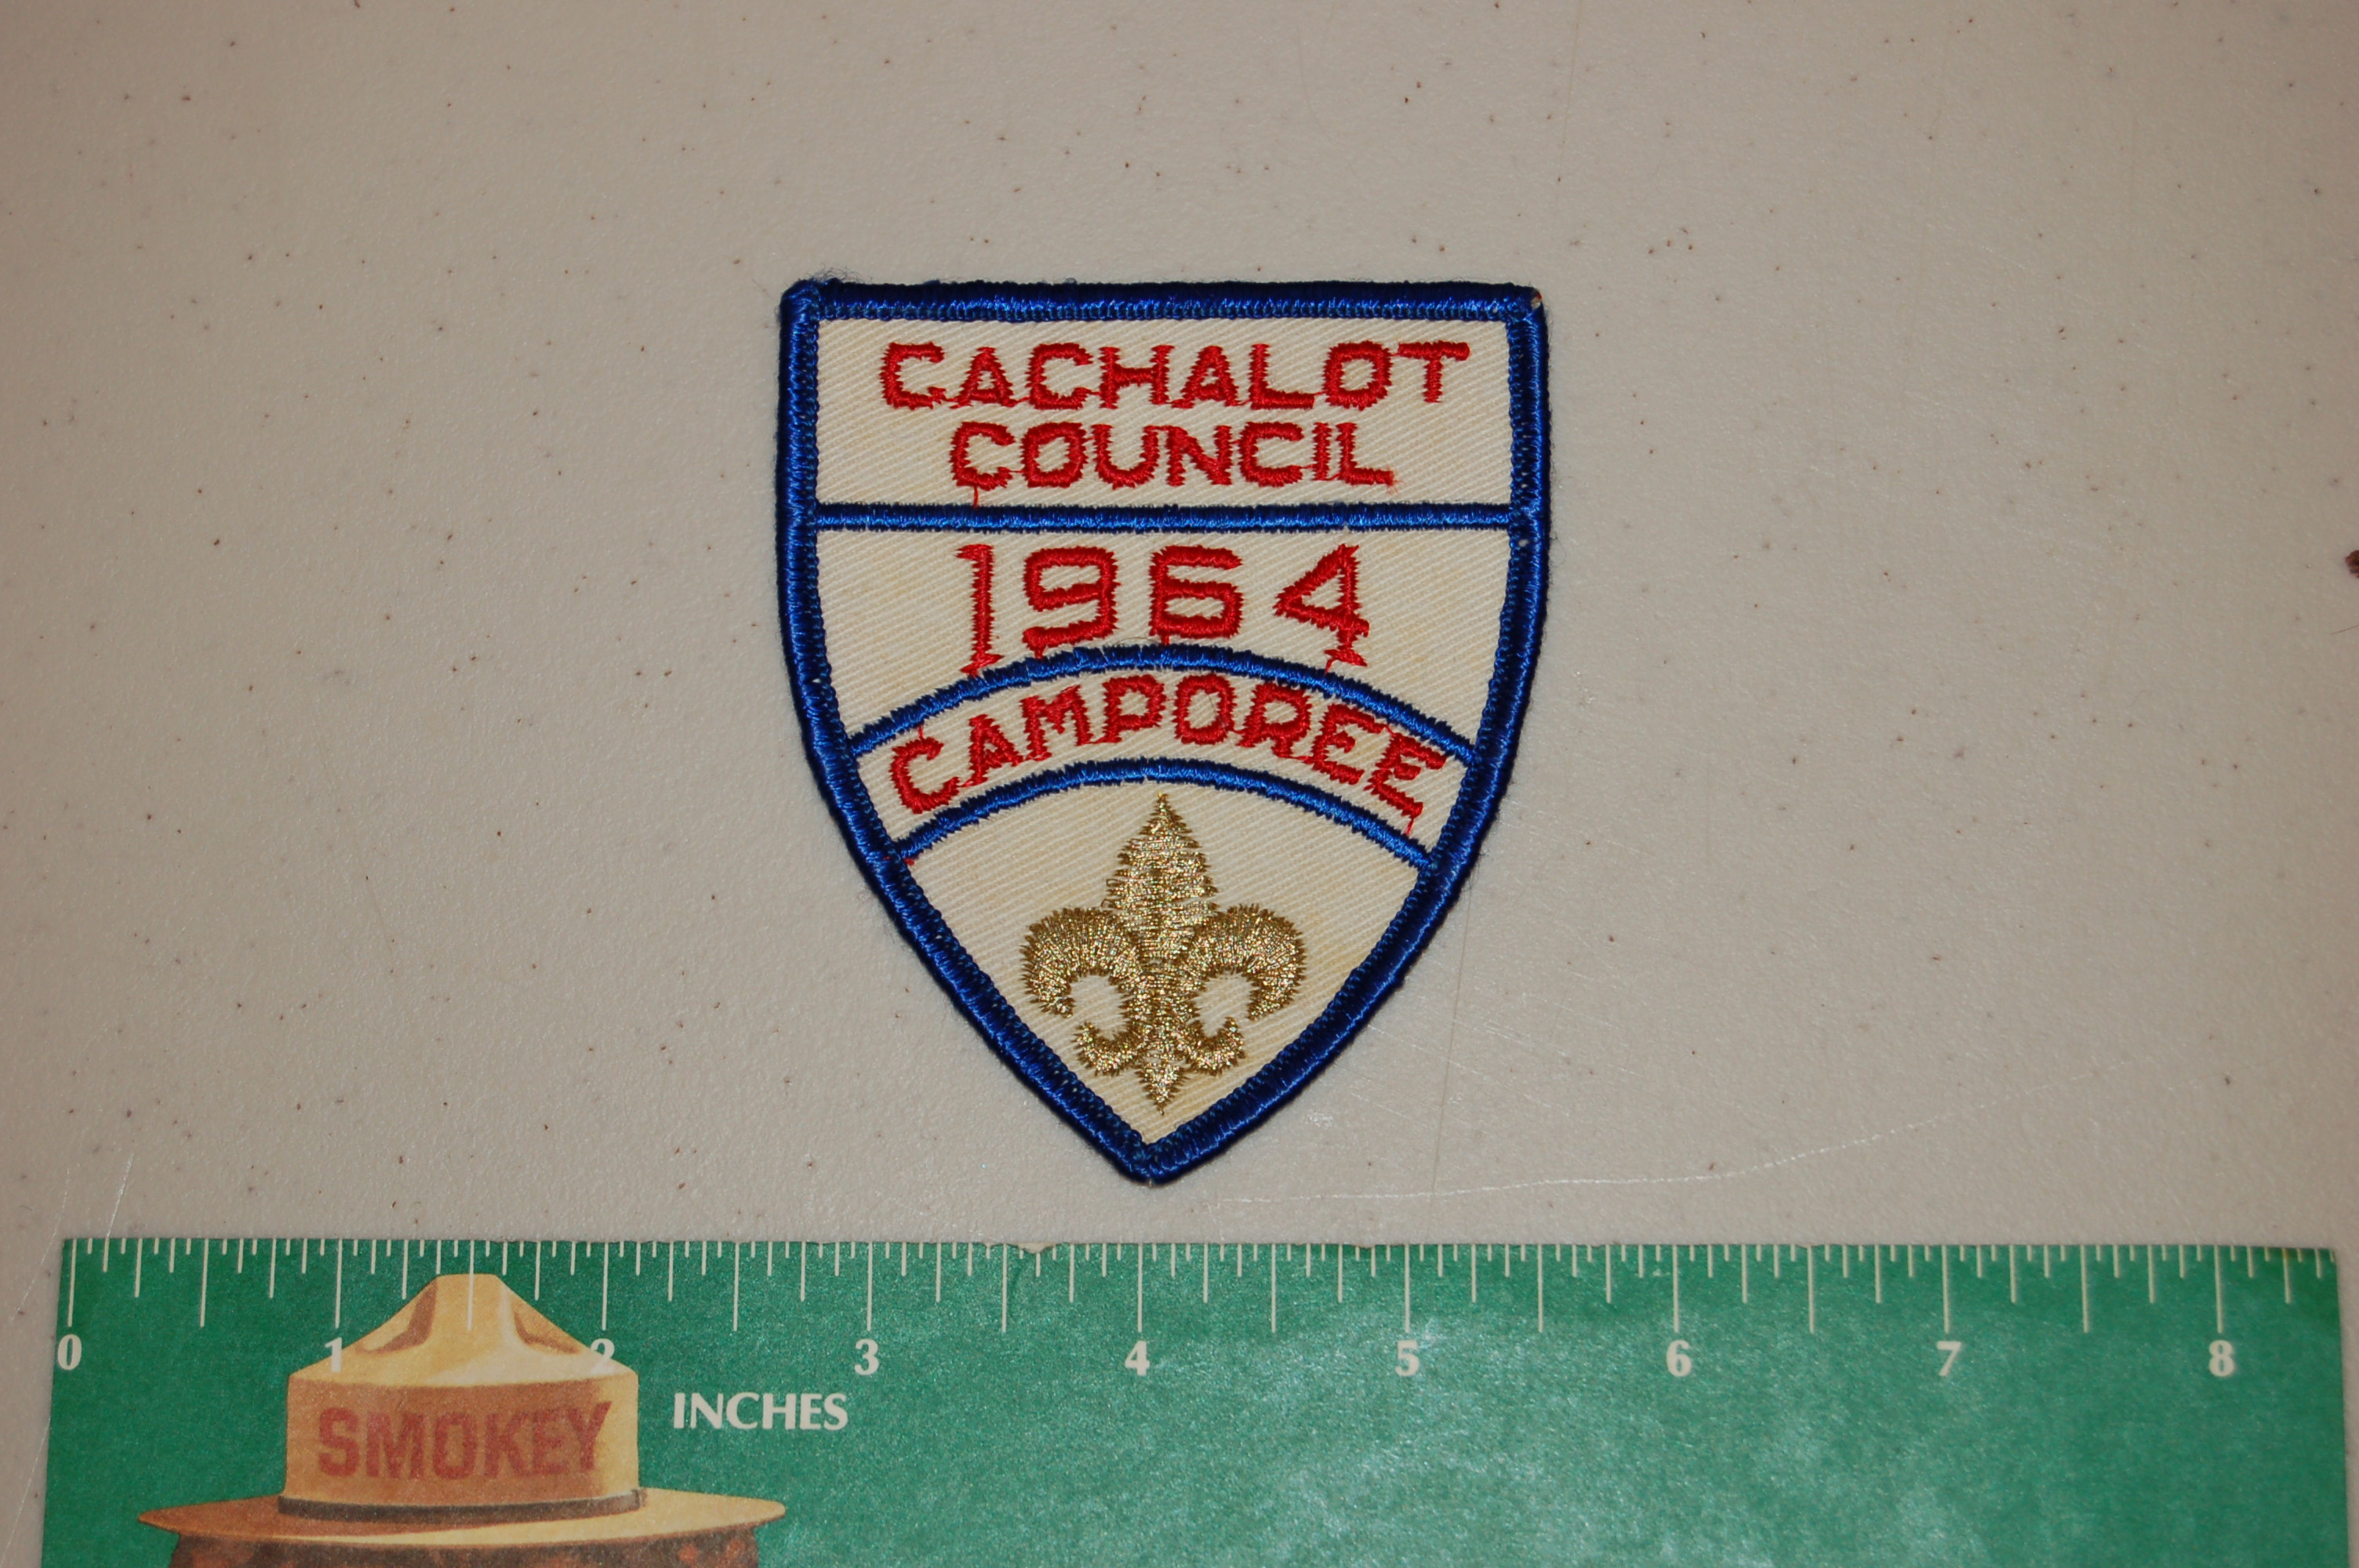 CACHALOT
COUNCIL
1964
CAMPOREE
0 1 2 3 4 5 6 7 8
INCHES
SMOKEY